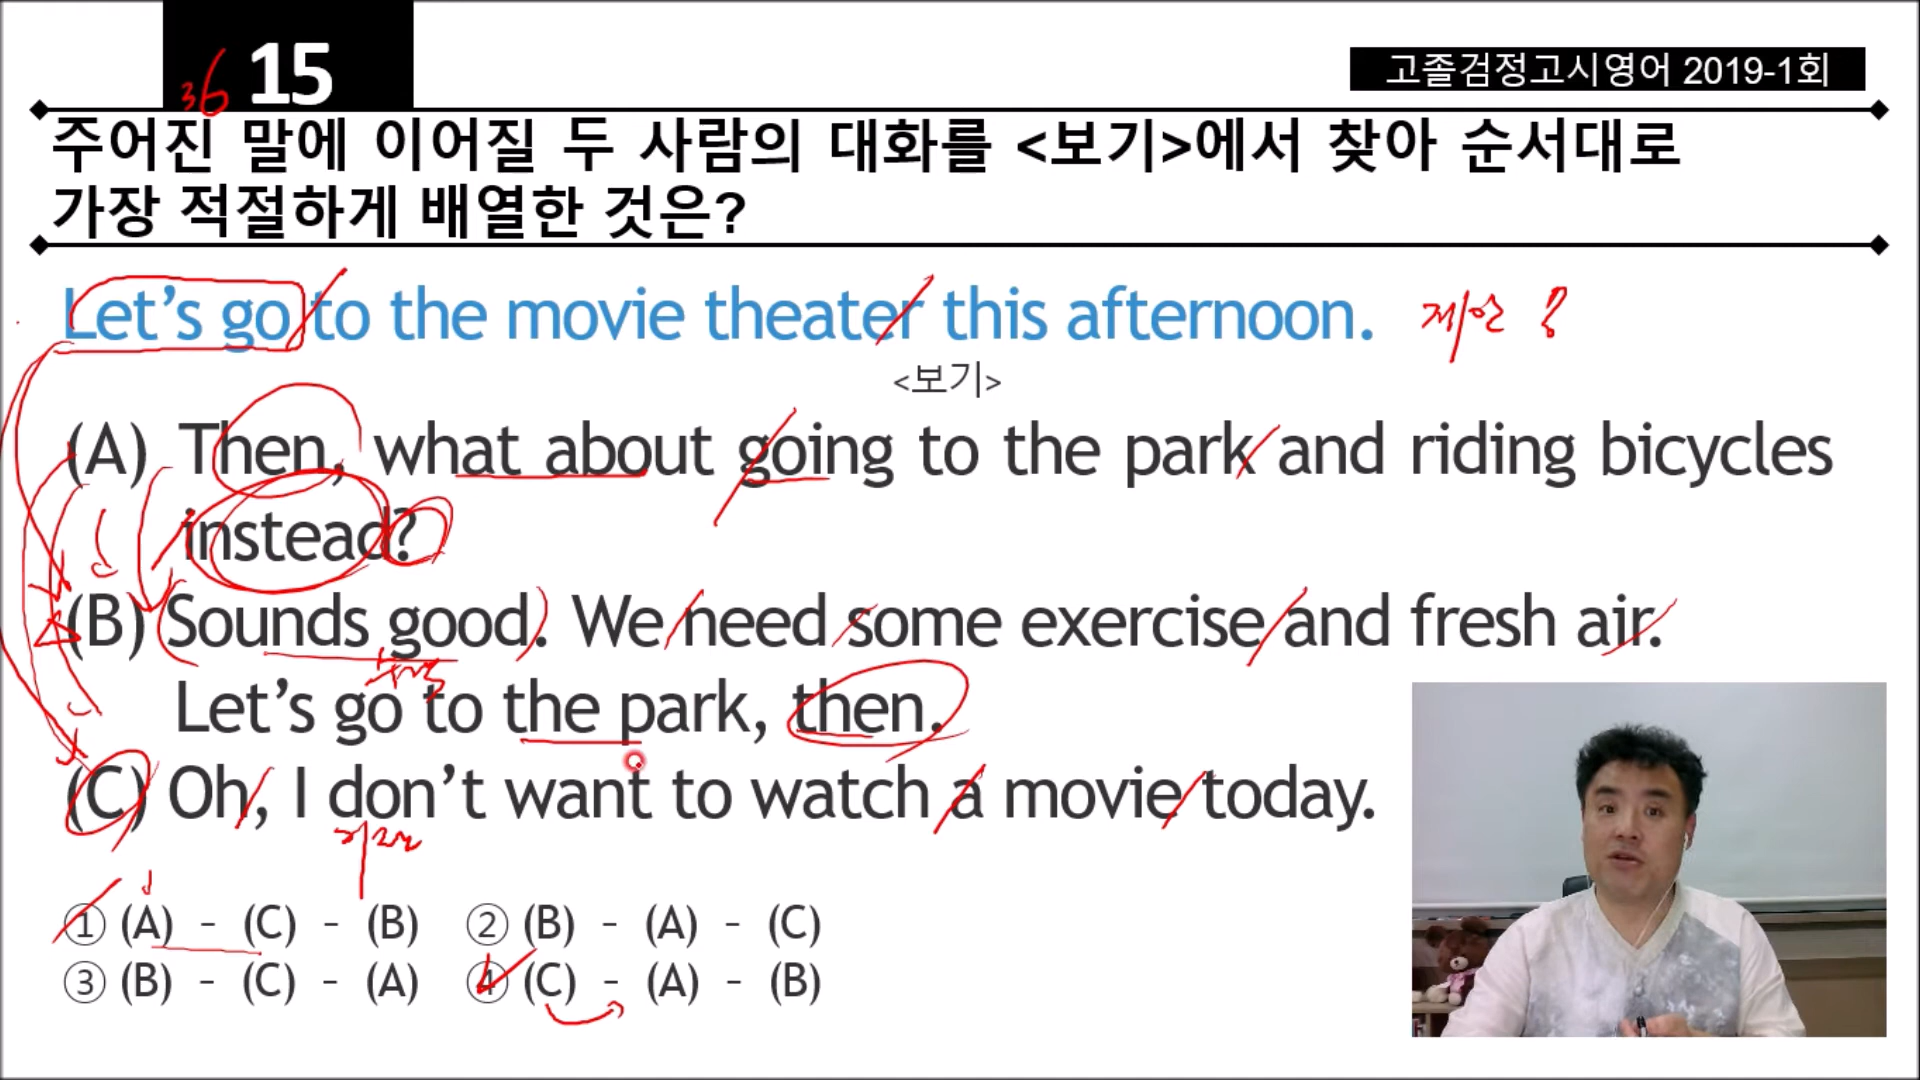 36 15
고졸검정고시영어 2019-1회
주어진 말에 이어질 두 사람의 대화를 <보기>에서 찾아 순서대로
가장 적절하게 배열한 것은?
Let's go to the movie theater this afternoon. 제안 ?
<보기>
(A) Then, what about going to the park and riding bicycles
instead?
(B) Sounds good. We need some exercise and fresh air.
Let's go to the park, then.
(C) Oh, I don't want to watch a movie today.
① (A) - (C) - (B) ② (B) - (A) - (C)
③ (B) - (C) - (A) ④ (C) - (A) - (B)